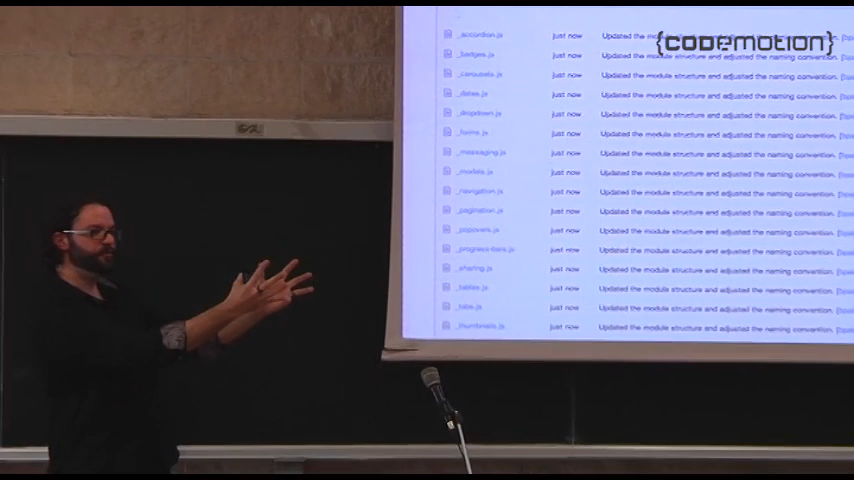 {CODEMOTION}
_accordion.js just now Updated the module structure and adjusted the naming convention.
_badges.js just now Updated the module structure and adjusted the naming convention.
_carousels.js just now Updated the module structure and adjusted the naming convention.
_dates.js just now Updated the module structure and adjusted the naming convention.
_dropdown.js just now Updated the module structure and adjusted the naming convention.
_forms.js just now Updated the module structure and adjusted the naming convention.
_messaging.js just now Updated the module structure and adjusted the naming convention.
_modals.js just now Updated the module structure and adjusted the naming convention.
_navigation.js just now Updated the module structure and adjusted the naming convention.
_pagination.js just now Updated the module structure and adjusted the naming convention.
_popovers.js just now Updated the module structure and adjusted the naming convention.
_progress-bars.js just now Updated the module structure and adjusted the naming convention.
_sharing.js just now Updated the module structure and adjusted the naming convention.
_tables.js just now Updated the module structure and adjusted the naming convention.
_tabs.js just now Updated the module structure and adjusted the naming convention.
_thumbnails.js just now Updated the module structure and adjusted the naming convention.